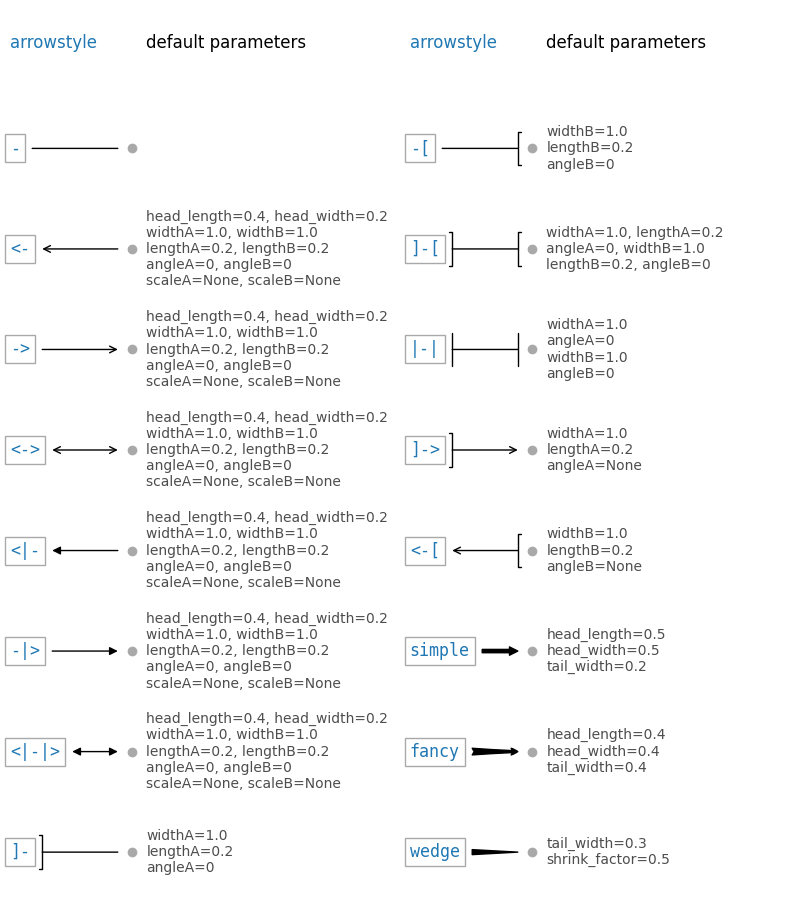 arrowstyle default parameters
-
<-
head_length=0.4, head_width=0.2
widthA=1.0, widthB=1.0
lengthA=0.2, lengthB=0.2
angleA=0, angleB=0
scaleA=None, scaleB=None
->
head_length=0.4, head_width=0.2
widthA=1.0, widthB=1.0
lengthA=0.2, lengthB=0.2
angleA=0, angleB=0
scaleA=None, scaleB=None
<->
head_length=0.4, head_width=0.2
widthA=1.0, widthB=1.0
lengthA=0.2, lengthB=0.2
angleA=0, angleB=0
scaleA=None, scaleB=None
<|-
head_length=0.4, head_width=0.2
widthA=1.0, widthB=1.0
lengthA=0.2, lengthB=0.2
angleA=0, angleB=0
scaleA=None, scaleB=None
-|>
head_length=0.4, head_width=0.2
widthA=1.0, widthB=1.0
lengthA=0.2, lengthB=0.2
angleA=0, angleB=0
scaleA=None, scaleB=None
<|-|>
head_length=0.4, head_width=0.2
widthA=1.0, widthB=1.0
lengthA=0.2, lengthB=0.2
angleA=0, angleB=0
scaleA=None, scaleB=None
]-
widthA=1.0
lengthA=0.2
angleA=0
arrowstyle default parameters
-[
widthB=1.0
lengthB=0.2
angleB=0
]-[
widthA=1.0, lengthA=0.2
angleA=0, widthB=1.0
lengthB=0.2, angleB=0
|-|
widthA=1.0
angleA=0
widthB=1.0
angleB=0
]->
widthA=1.0
lengthA=0.2
angleA=None
<-[
widthB=1.0
lengthB=0.2
angleB=None
simple
head_length=0.5
head_width=0.5
tail_width=0.2
fancy
head_length=0.4
head_width=0.4
tail_width=0.4
wedge
tail_width=0.3
shrink_factor=0.5